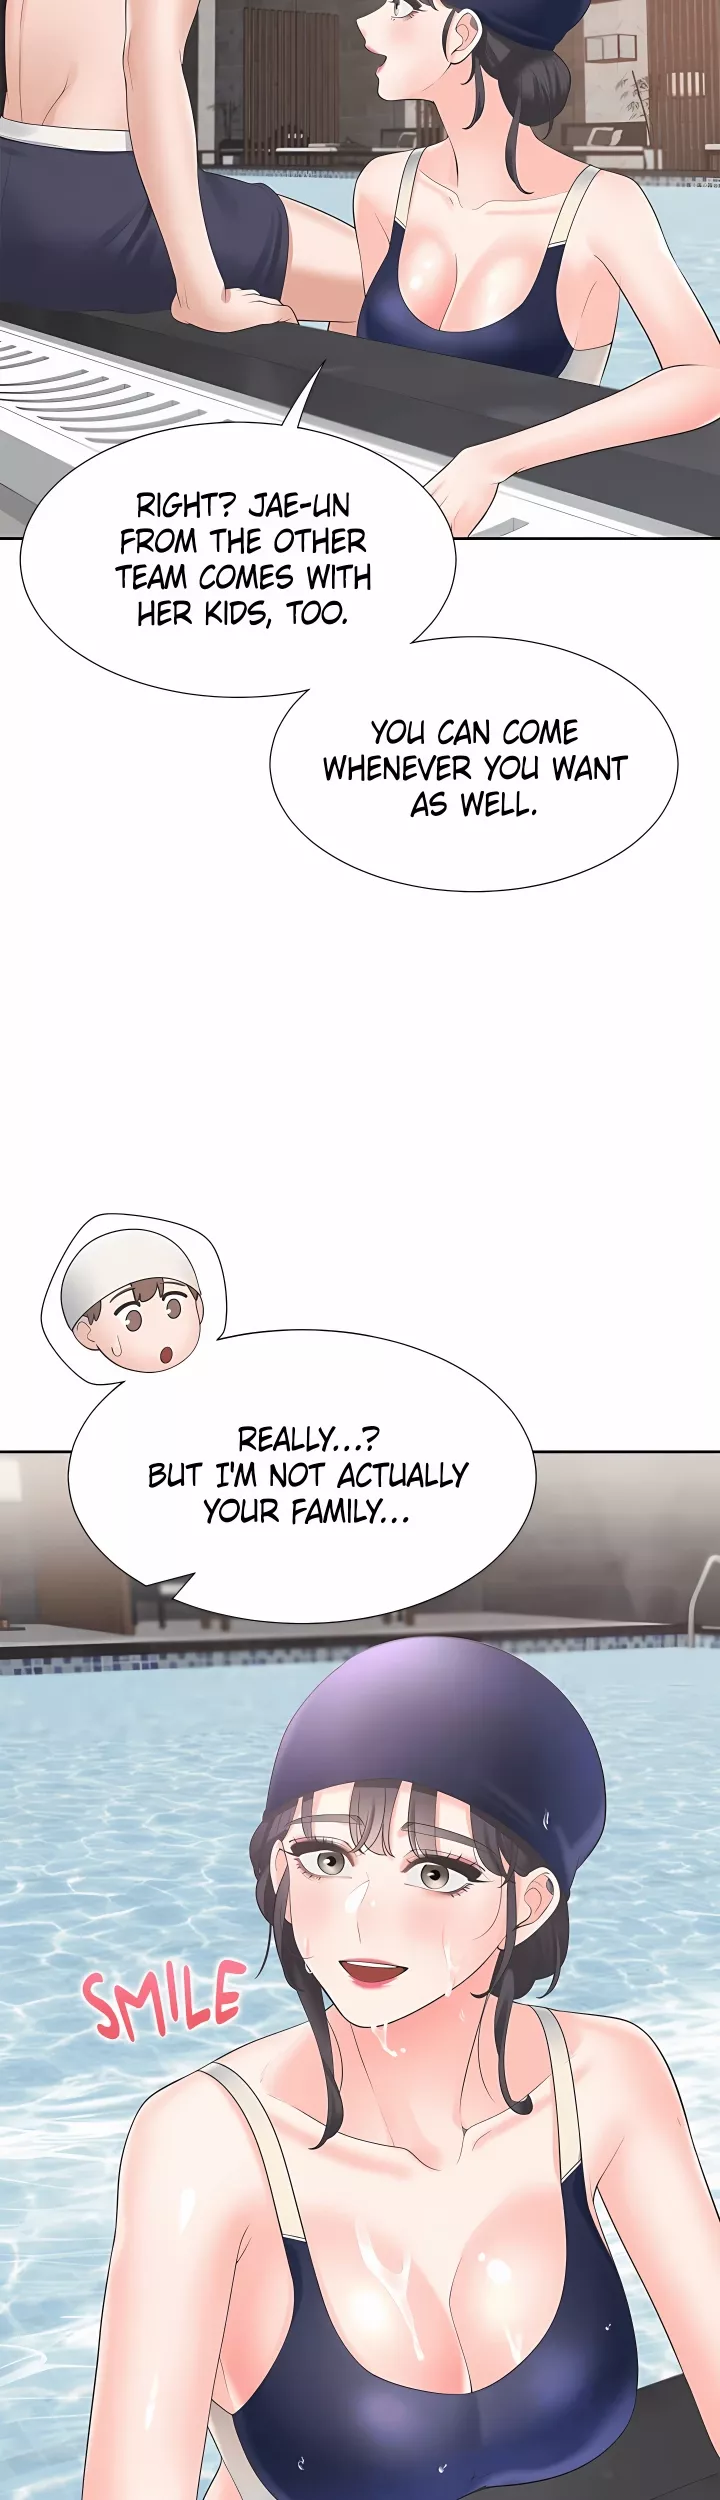 RIGHT? JAE-UN
FROM THE OTHER
TEAM COMES WITH
HER KIDS, TOO.
YOU CAN COME
WHENEVER YOU WANT
AS WELL.
REALLY...?
BUT I'M NOT ACTUALLY
YOUR FAMILY...
SMILE